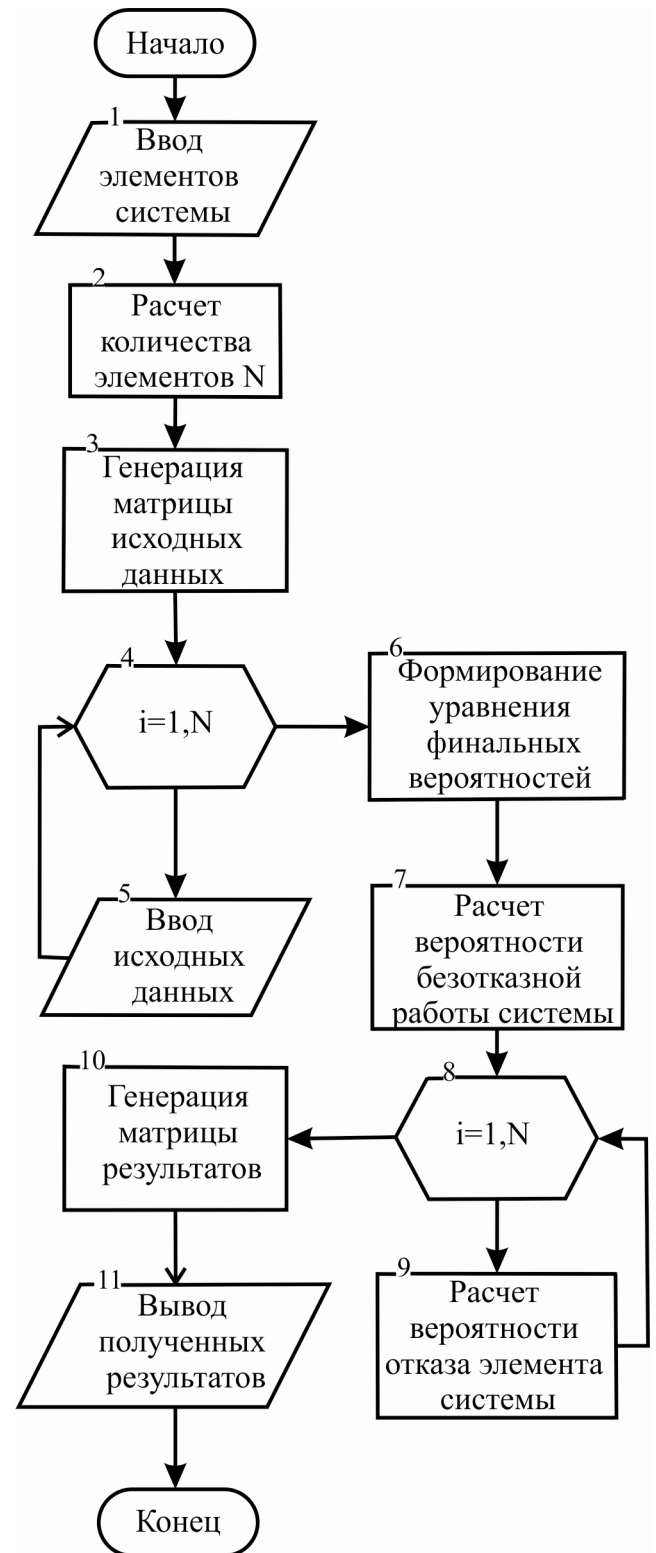 Начало
1
Ввод
элементов
системы
2
Расчет
количества
элементов N
3
Генерация
матрицы
исходных
данных
4
i=1,N
5
Ввод
исходных
данных
6
Формирование
уравнения
финальных
вероятностей
7
Расчет
вероятности
безотказной
работы системы
8
i=1,N
9
Расчет
вероятности
отказа элемента
системы
10
Генерация
матрицы
результатов
11
Вывод
полученных
результатов
Конец